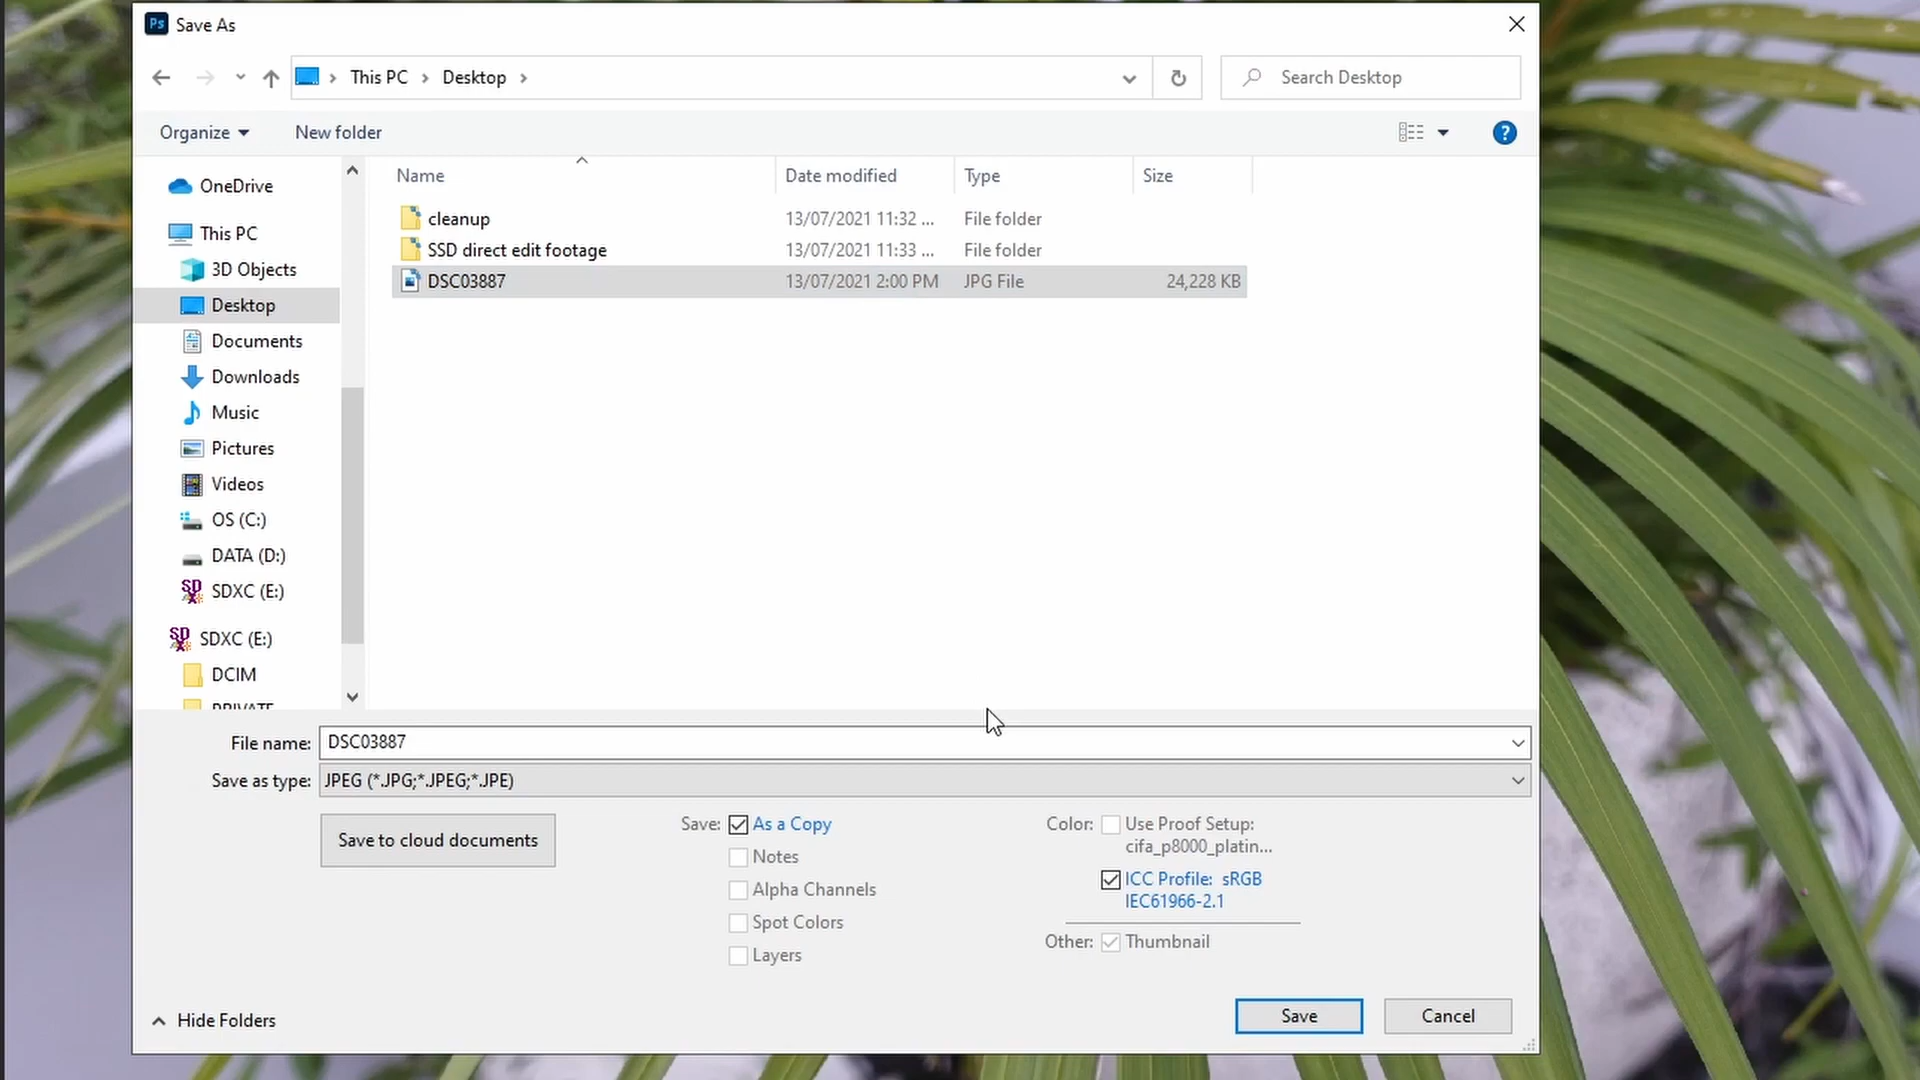 Ps Save As
This PC Desktop
Search Desktop
Organize New folder
?
Name Date modified Type Size
cleanup 13/07/2021 11:32 ... File folder
SSD direct edit footage 13/07/2021 11:33 ... File folder
DSC03887 13/07/2021 2:00 PM JPG File 24,228 KB
OneDrive
This PC
3D Objects
Desktop
Documents
Downloads
Music
Pictures
Videos
OS (C:)
DATA (D:)
SDXC (E:)
SDXC (E:)
DCIM
PRIVATE
File name: DSC03887
Save as type: JPEG (*.JPG;*.JPEG;*.JPE)
Save to cloud documents
Save: As a Copy
Notes
Alpha Channels
Spot Colors
Layers
Color: Use Proof Setup:
cifa_p8000_platin...
ICC Profile: sRGB
IEC61966-2.1
Other: Thumbnail
Hide Folders
Save Cancel